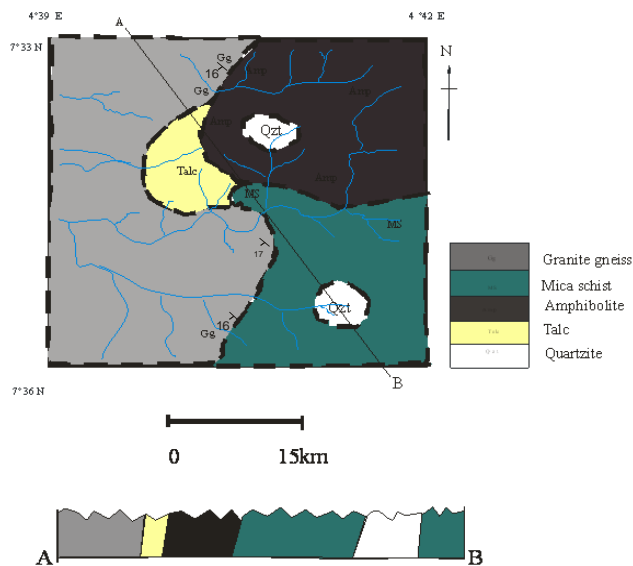 4°39
4 °42
A
7°33 N
N
Gg
16
Amp
Gg
Amp
Amp
Qzt
Talc
Amp
MS
MS
17
Qzt
16
Gg
B
7°36 N
Granite gneiss
Mica schist
Amphibolite
Talc
Quartzite
0 15km
A B